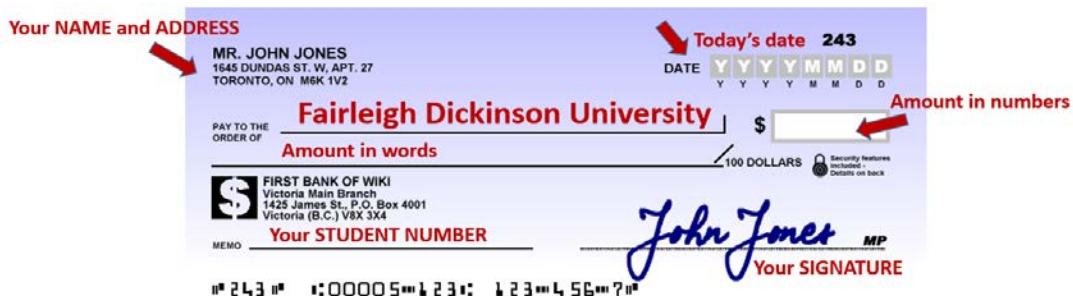 Your NAME and ADDRESS
Today's date 243
MR. JOHN JONES
1645 DUNDAS ST. W, APT. 27
TORONTO, ON M6K 1V2
DATE Y Y Y Y M M D D
Y Y Y Y M M D D
Amount in numbers
PAY TO THE
ORDER OF
Fairleigh Dickinson University
$
Amount in words
/100 DOLLARS
Security features
included -
Details on back
$
FIRST BANK OF WIKI
Victoria Main Branch
1425 James St., P.O. Box 4001
Victoria (B.C.) V8X 3X4
MEMO Your STUDENT NUMBER
John Jones MP
Your SIGNATURE
⑈243⑈ ⑆00005⑉123⑆ 123⑉456⑉7⑈